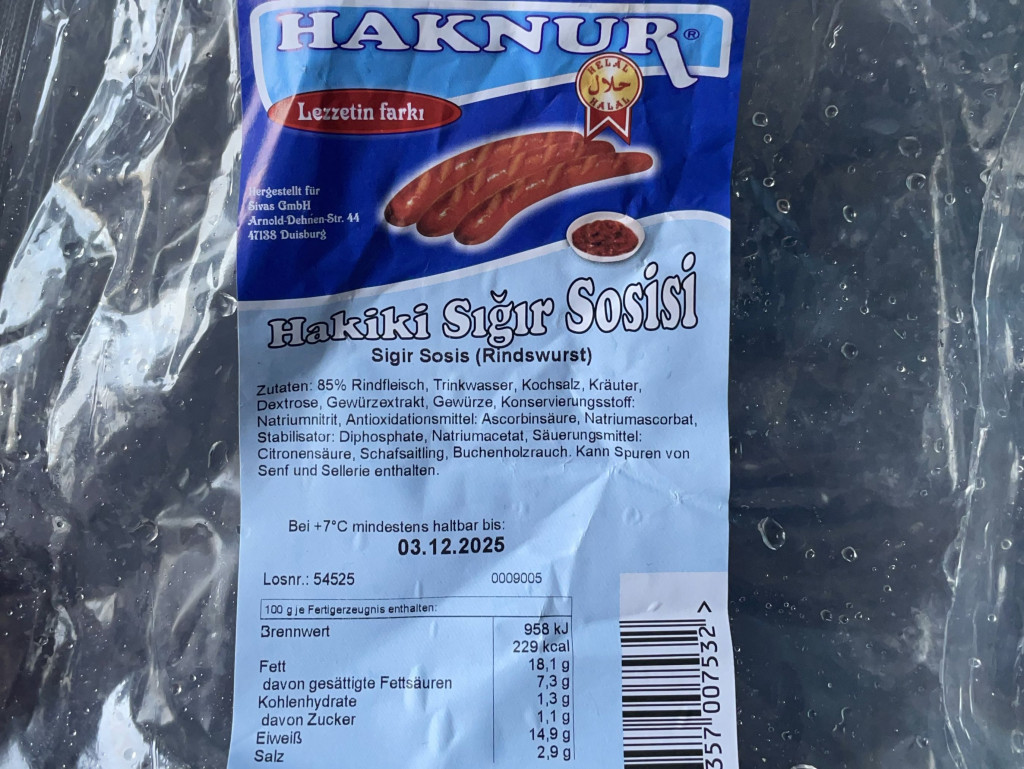 HAKNUR®
HELAL
حلال
HALAL
Lezzetin farkı
Hergestellt für
Sivas GmbH
Arnold-Dehnen-Str. 44
47138 Duisburg
Hakiki Sığır Sosisi
Sigir Sosis (Rindswurst)
Zutaten: 85% Rindfleisch, Trinkwasser, Kochsalz, Kräuter,
Dextrose, Gewürzextrakt, Gewürze, Konservierungsstoff:
Natriumnitrit, Antioxidationsmittel: Ascorbinsäure, Natriumascorbat,
Stabilisator: Diphosphate, Natriumacetat, Säuerungsmittel:
Citronensäure, Schafsaitling, Buchenholzrauch. Kann Spuren von
Senf und Sellerie enthalten.
Bei +7°C mindestens haltbar bis:
03.12.2025
Losnr.: 54525 0009005
100 g je Fertigerzeugnis enthalten:
Brennwert 958 kJ
229 kcal
Fett 18,1 g
davon gesättigte Fettsäuren 7,3 g
Kohlenhydrate 1,3 g
davon Zucker 1,1 g
Eiweiß 14,9 g
Salz 2,9 g
357 007532 >